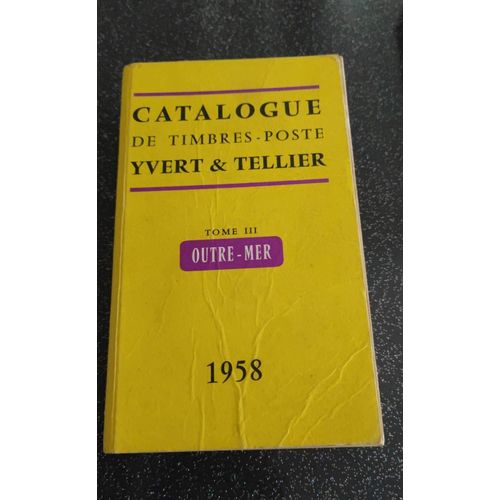 CATALOGUE
DE TIMBRES-POSTE
YVERT & TELLIER
TOME III
OUTRE-MER
1958